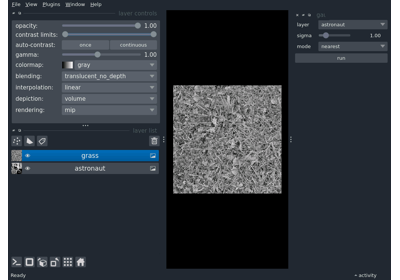 File View Plugins Window Help
layer controls
opacity: 1.00
contrast limits:
auto-contrast: once continuous
gamma: 1.00
colormap: gray
blending: translucent_no_depth
interpolation: linear
depiction: volume
rendering: mip
layer list
grass
astronaut
Ready
activity
layer astronaut
sigma 1.00
mode nearest
run